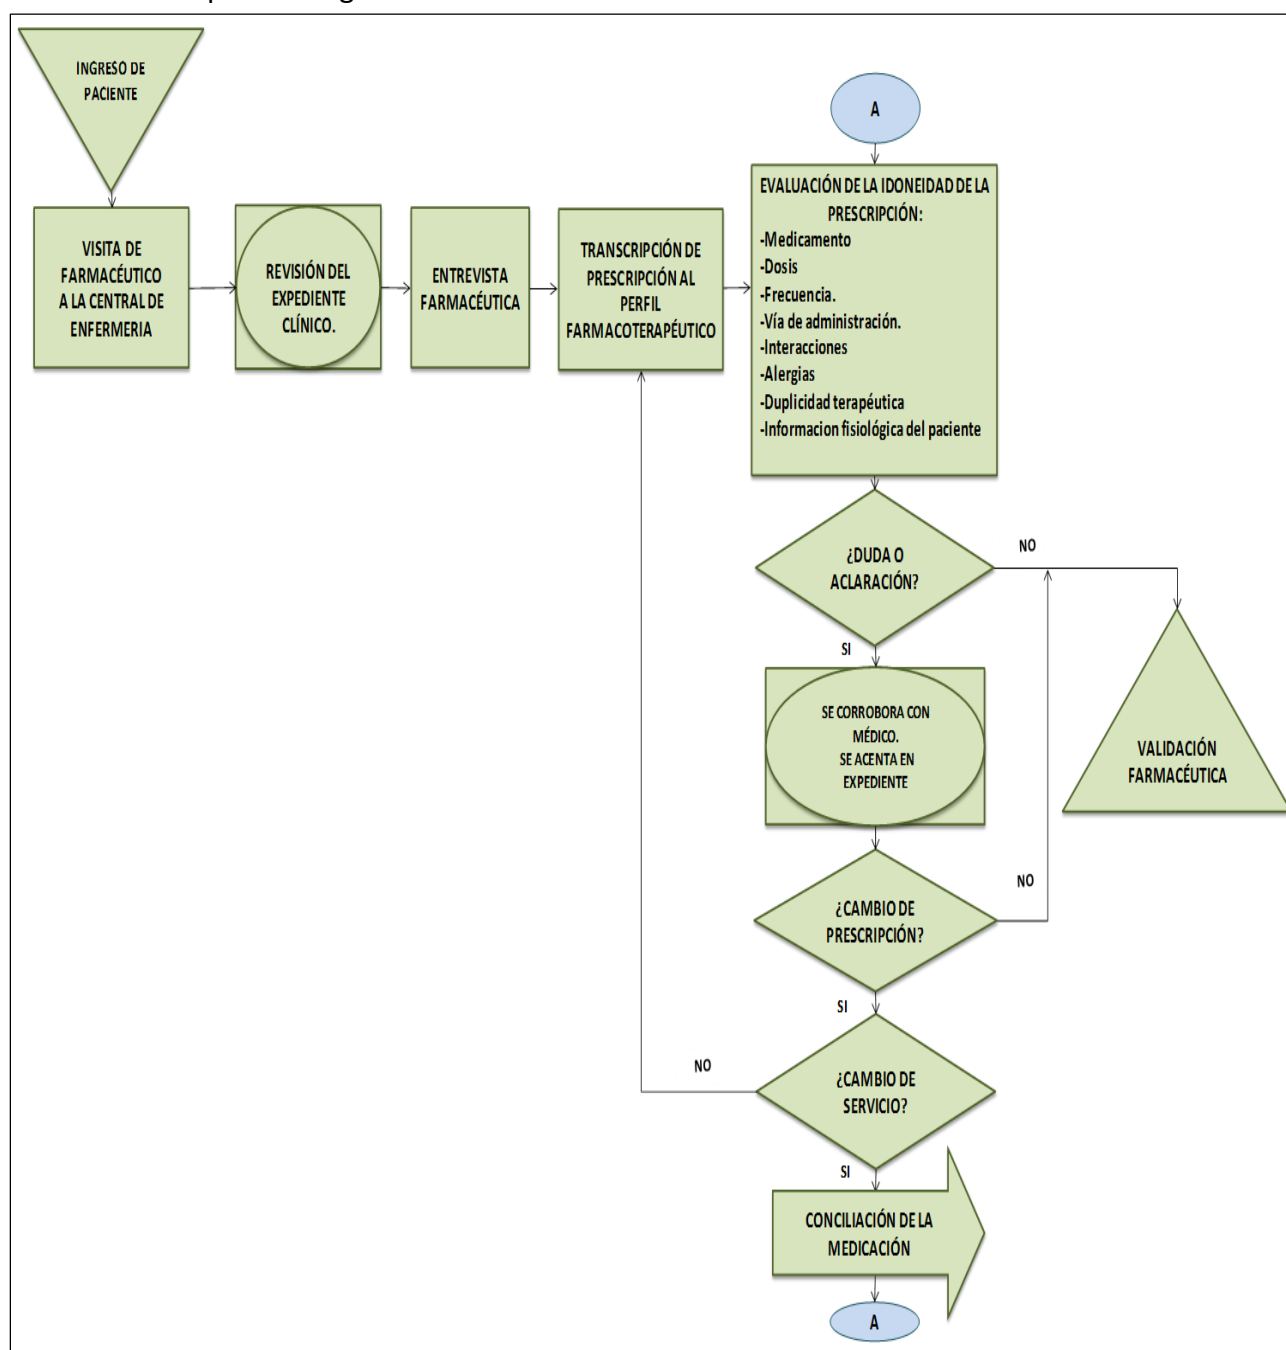 INGRESO DE
PACIENTE
VISITA DE
FARMACÉUTICO
A LA CENTRAL DE
ENFERMERIA
REVISIÓN DEL
EXPEDIENTE
CLÍNICO.
ENTREVISTA
FARMACÉUTICA
TRANSCRIPCIÓN DE
PRESCRIPCIÓN AL
PERFIL
FARMACOTERAPÉUTICO
A
EVALUACIÓN DE LA IDONEIDAD DE LA
PRESCRIPCIÓN:
-Medicamento
-Dosis
-Frecuencia.
-Vía de administración.
-Interacciones
-Alergias
-Duplicidad terapéutica
-Informacion fisiológica del paciente
¿DUDA O
ACLARACIÓN?
NO
SI
SE CORROBORA CON
MÉDICO.
SE ACENTA EN
EXPEDIENTE
VALIDACIÓN
FARMACÉUTICA
¿CAMBIO DE
PRESCRIPCIÓN?
NO
SI
¿CAMBIO DE
SERVICIO?
NO
SI
CONCILIACIÓN DE LA
MEDICACIÓN
A